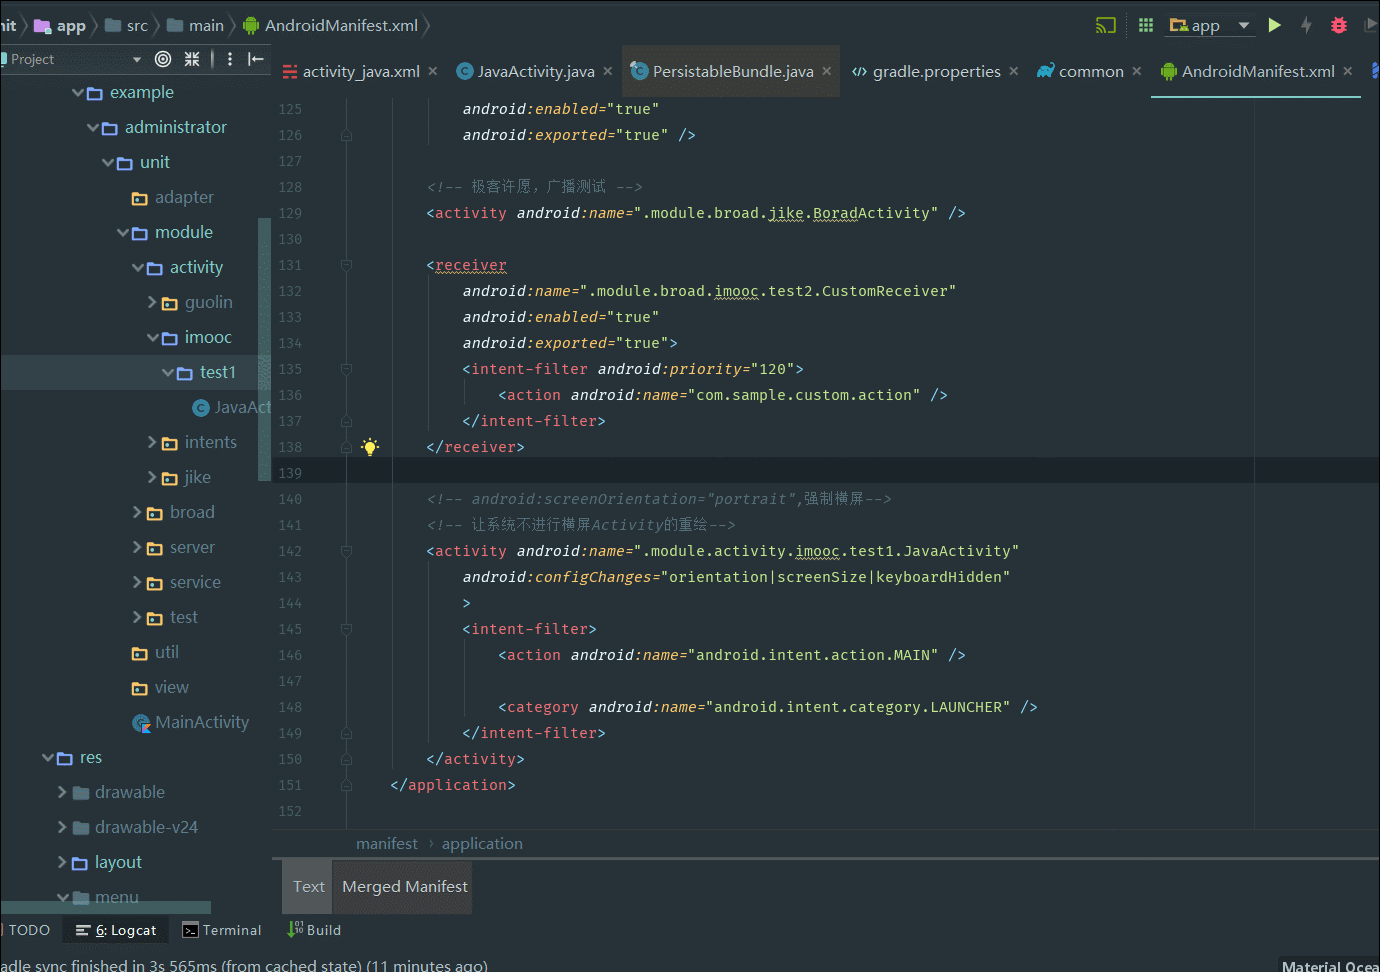 nit app src main AndroidManifest.xml app
Project
activity_java.xml JavaActivity.java PersistableBundle.java gradle.properties common AndroidManifest.xml
example
administrator
unit
adapter
module
activity
guolin
imooc
test1
JavaAct
intents
jike
broad
server
service
test
util
view
MainActivity
res
drawable
drawable-v24
layout
menu
125 android:enabled="true"
126 android:exported="true" />
127
128 <!-- 极客许愿，广播测试 -->
129 <activity android:name=".module.broad.jike.BoradActivity" />
130
131 <receiver
132 android:name=".module.broad.imooc.test2.CustomReceiver"
133 android:enabled="true"
134 android:exported="true">
135 <intent-filter android:priority="120">
136 <action android:name="com.sample.custom.action" />
137 </intent-filter>
138 </receiver>
139
140 <!-- android:screenOrientation="portrait",强制横屏-->
141 <!-- 让系统不进行横屏Activity的重绘-->
142 <activity android:name=".module.activity.imooc.test1.JavaActivity"
143 android:configChanges="orientation|screenSize|keyboardHidden"
144 >
145 <intent-filter>
146 <action android:name="android.intent.action.MAIN" />
147
148 <category android:name="android.intent.category.LAUNCHER" />
149 </intent-filter>
150 </activity>
151 </application>
152
manifest › application
Text Merged Manifest
TODO 6: Logcat Terminal Build
adle sync finished in 3s 565ms (from cached state) (11 minutes ago)
Material Ocea